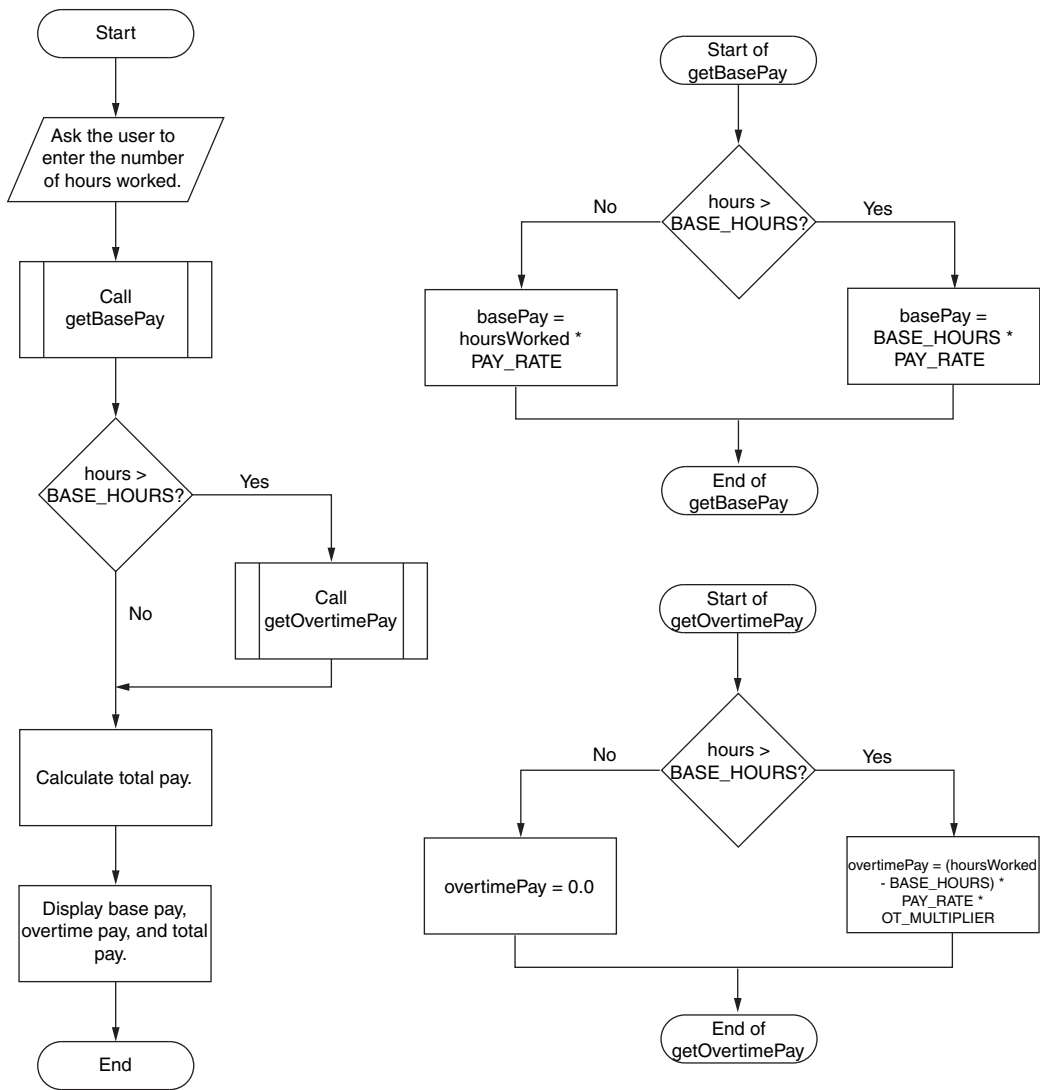 Start
Ask the user to
enter the number
of hours worked.
Call
getBasePay
hours >
BASE_HOURS?
Yes
No
Call
getOvertimePay
Calculate total pay.
Display base pay,
overtime pay, and total
pay.
End
Start of
getBasePay
hours >
BASE_HOURS?
No
Yes
basePay =
hoursWorked *
PAY_RATE
basePay =
BASE_HOURS *
PAY_RATE
End of
getBasePay
Start of
getOvertimePay
hours >
BASE_HOURS?
No
Yes
overtimePay = 0.0
overtimePay = (hoursWorked
- BASE_HOURS) *
PAY_RATE *
OT_MULTIPLIER
End of
getOvertimePay